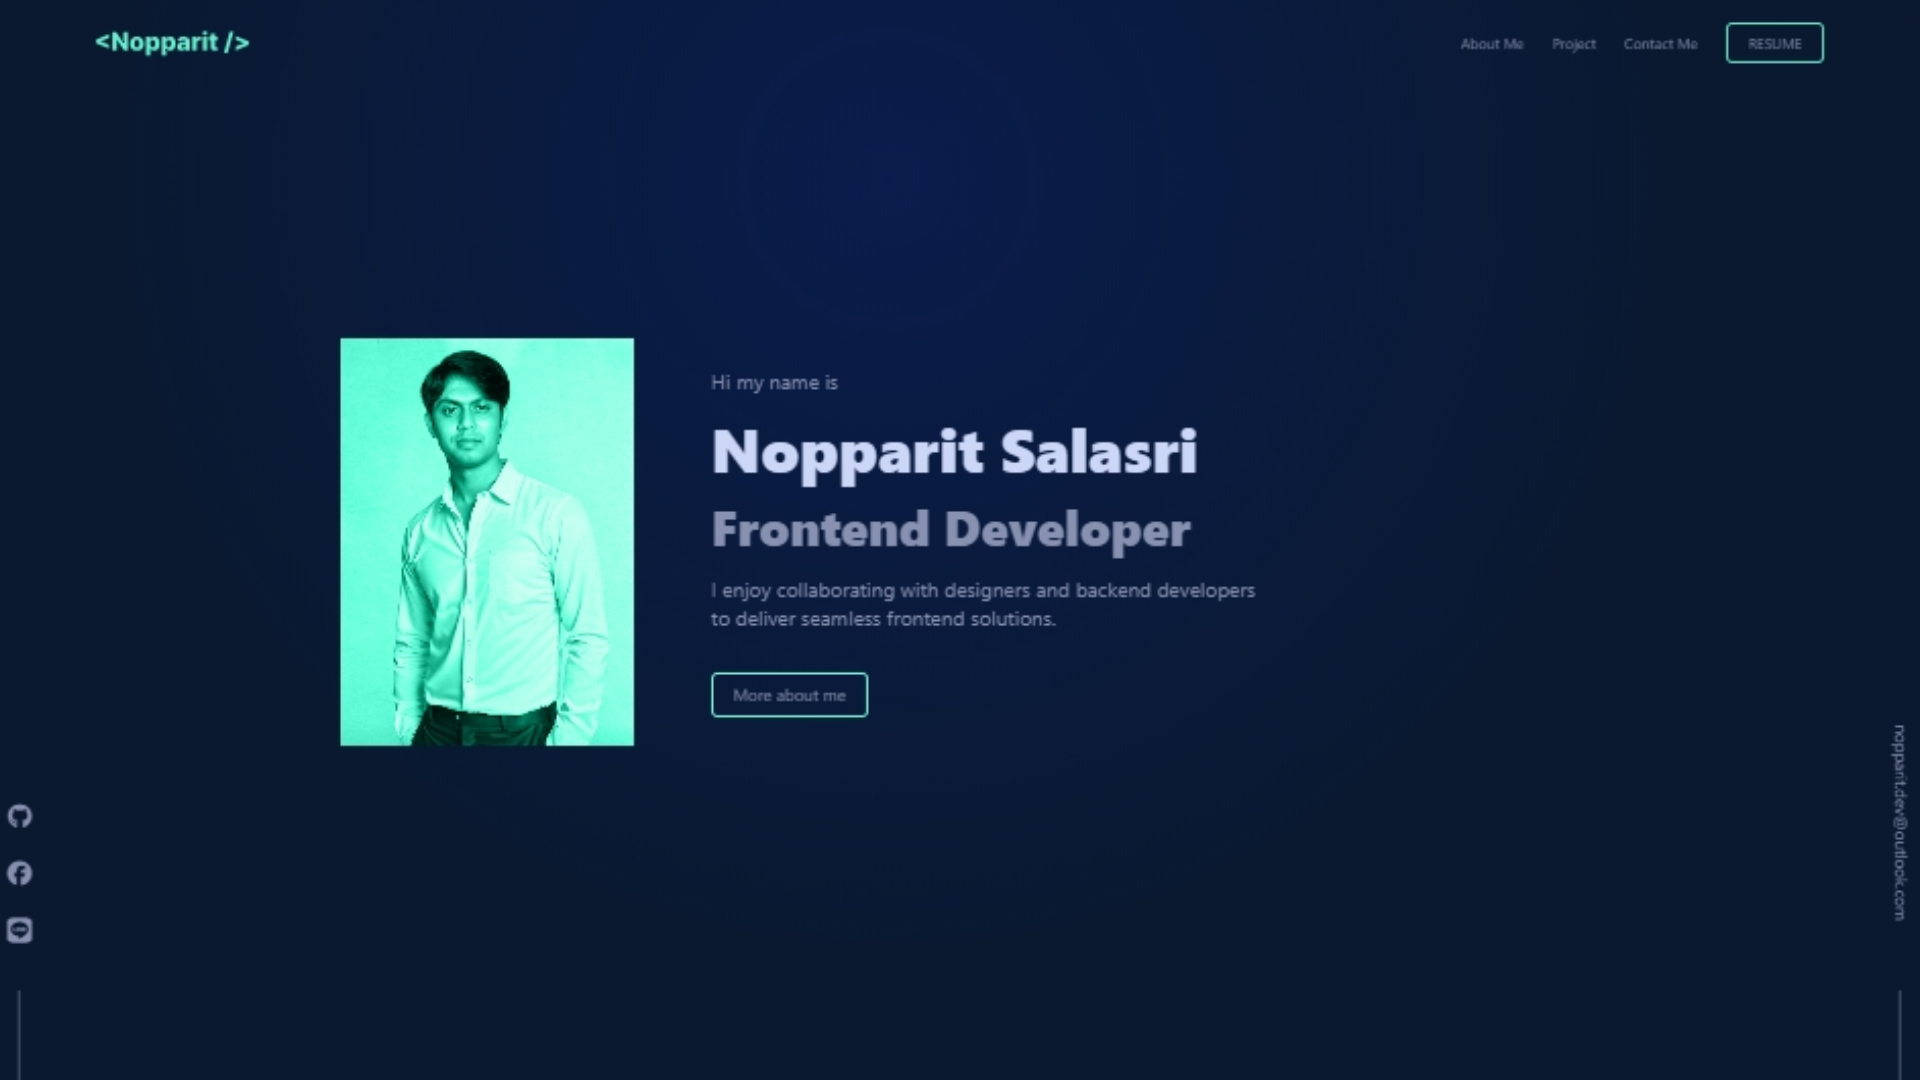 <Nopparit />
About Me
Project
Contact Me
RESUME
Hi my name is
Nopparit Salasri
Frontend Developer
I enjoy collaborating with designers and backend developers
to deliver seamless frontend solutions.
More about me
nopparit.dev@outlook.com